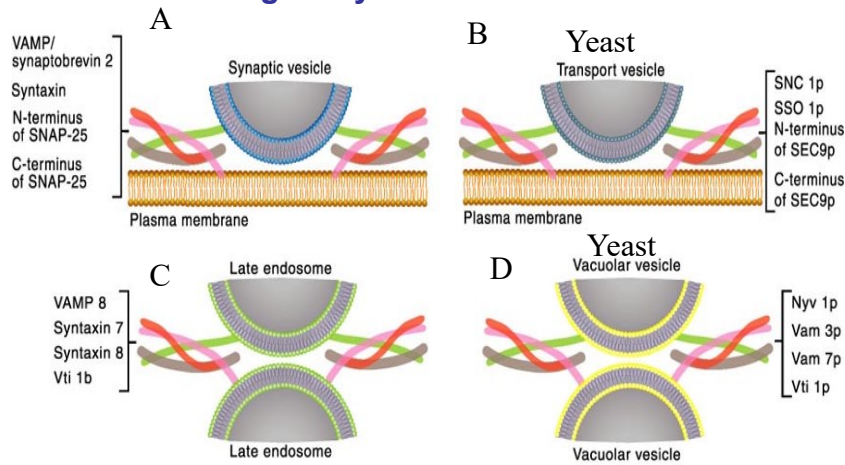 A
VAMP/
synaptobrevin 2
Syntaxin
N-terminus
of SNAP-25
C-terminus
of SNAP-25
Synaptic vesicle
Plasma membrane
B
Yeast
Transport vesicle
SNC 1p
SSO 1p
N-terminus
of SEC9p
C-terminus
of SEC9p
Plasma membrane
C
Late endosome
VAMP 8
Syntaxin 7
Syntaxin 8
Vti 1b
Late endosome
D
Yeast
Vacuolar vesicle
Nyv 1p
Vam 3p
Vam 7p
Vti 1p
Vacuolar vesicle